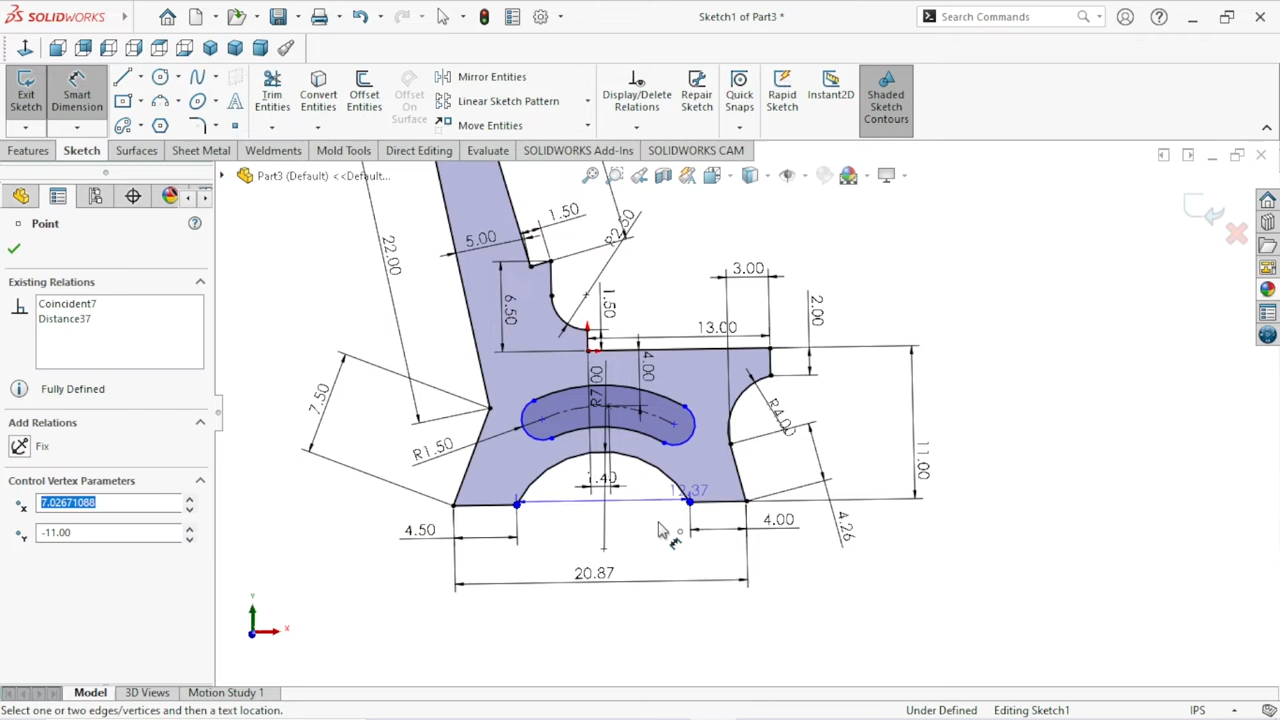 SOLIDWORKS
Sketch1 of Part3 *
Search Commands
Exit Sketch
Smart Dimension
Trim Entities
Convert Entities
Offset Entities
Offset On Surface
Mirror Entities
Linear Sketch Pattern
Move Entities
Display/Delete Relations
Repair Sketch
Quick Snaps
Rapid Sketch
Instant2D
Shaded Sketch Contours
Features
Sketch
Surfaces
Sheet Metal
Weldments
Mold Tools
Direct Editing
Evaluate
SOLIDWORKS Add-Ins
SOLIDWORKS CAM
Part3 (Default) <<Default...
Point
Existing Relations
Coincident7
Distance37
Fully Defined
Add Relations
Fix
Control Vertex Parameters
7.02671088
-11.00
1.50
5.00
R2.50
22.00
6.50
1.50
3.00
2.00
13.00
4.00
R7.00
7.50
R4.00
R1.50
1.40
12.37
11.00
4.50
4.00
4.26
20.87
Y
X
Model
3D Views
Motion Study 1
Select one or two edges/vertices and then a text location.
Under Defined
Editing Sketch1
IPS